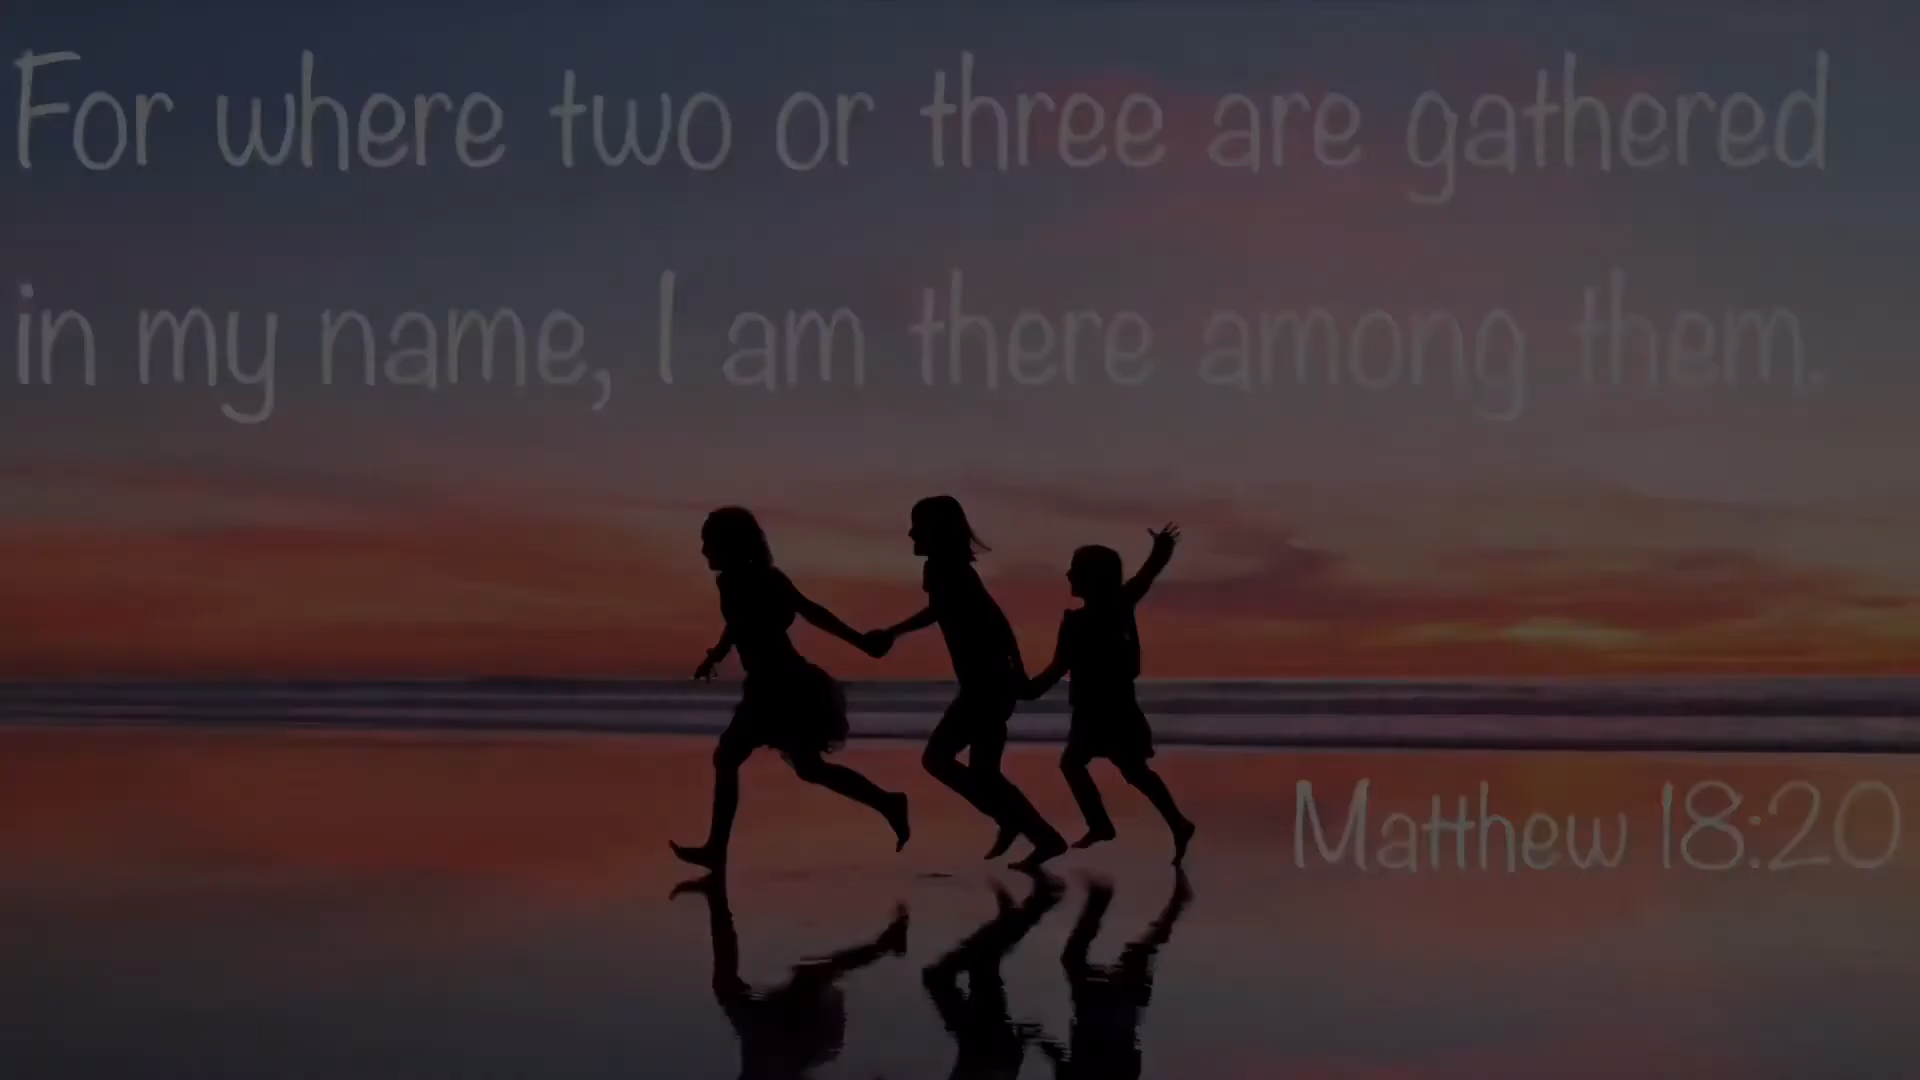 For where two or three are gathered
in my name, I am there among them.
Matthew 18:20